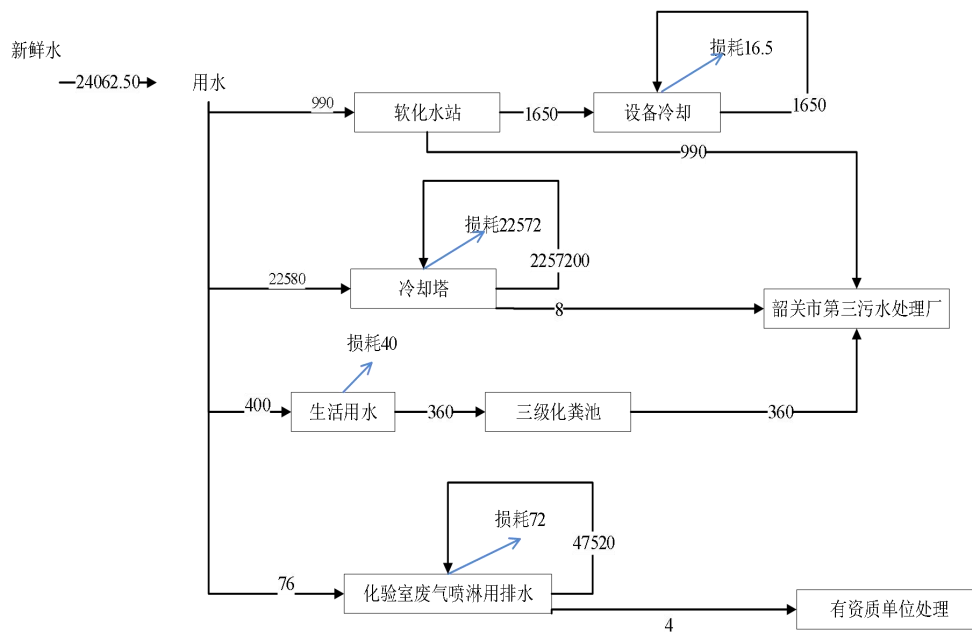 新鲜水
24062.50
用水
990
软化水站
1650
设备冷却
损耗16.5
1650
990
22580
冷却塔
损耗22572
2257200
8
韶关市第三污水处理厂
损耗40
400
生活用水
360
三级化粪池
360
损耗72
47520
76
化验室废气喷淋用排水
4
有资质单位处理